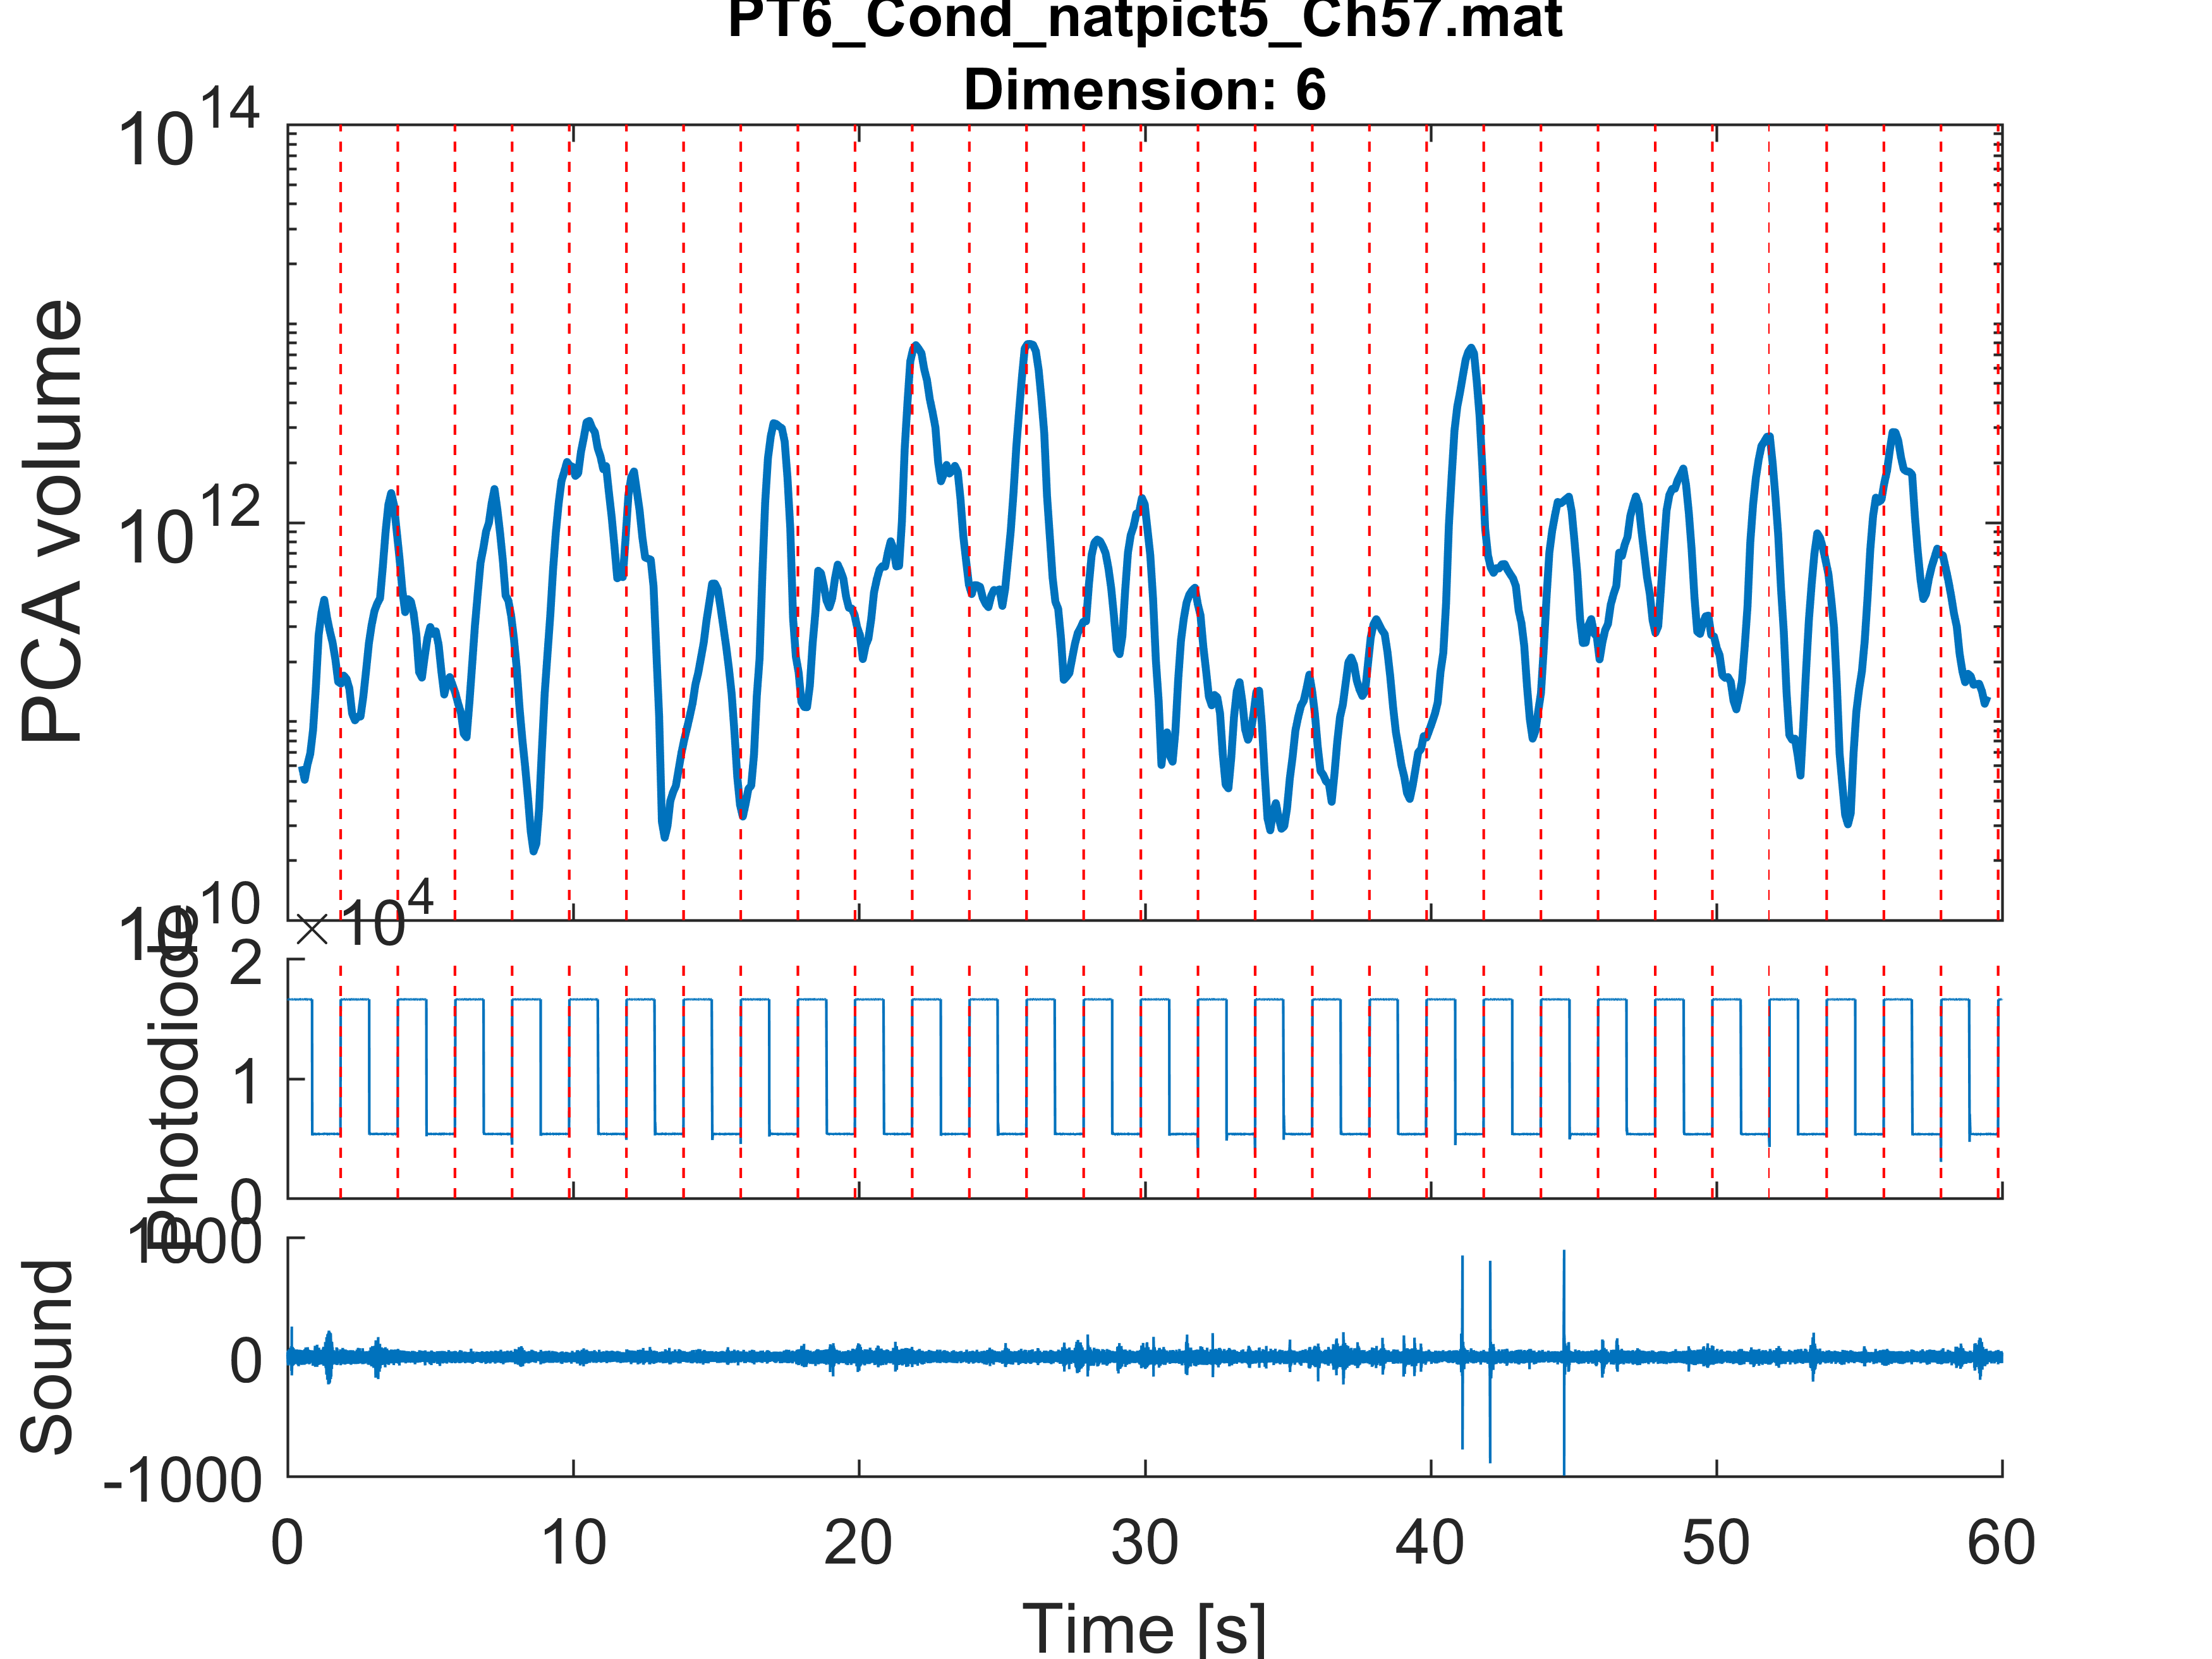 PT6_Cond_natpict5_Ch57.mat
Dimension: 6
10^14
10^12
10^10
PCA volume
×10^4
2
1
0
Photodiode
1000
0
-1000
Sound
0 10 20 30 40 50 60
Time [s]